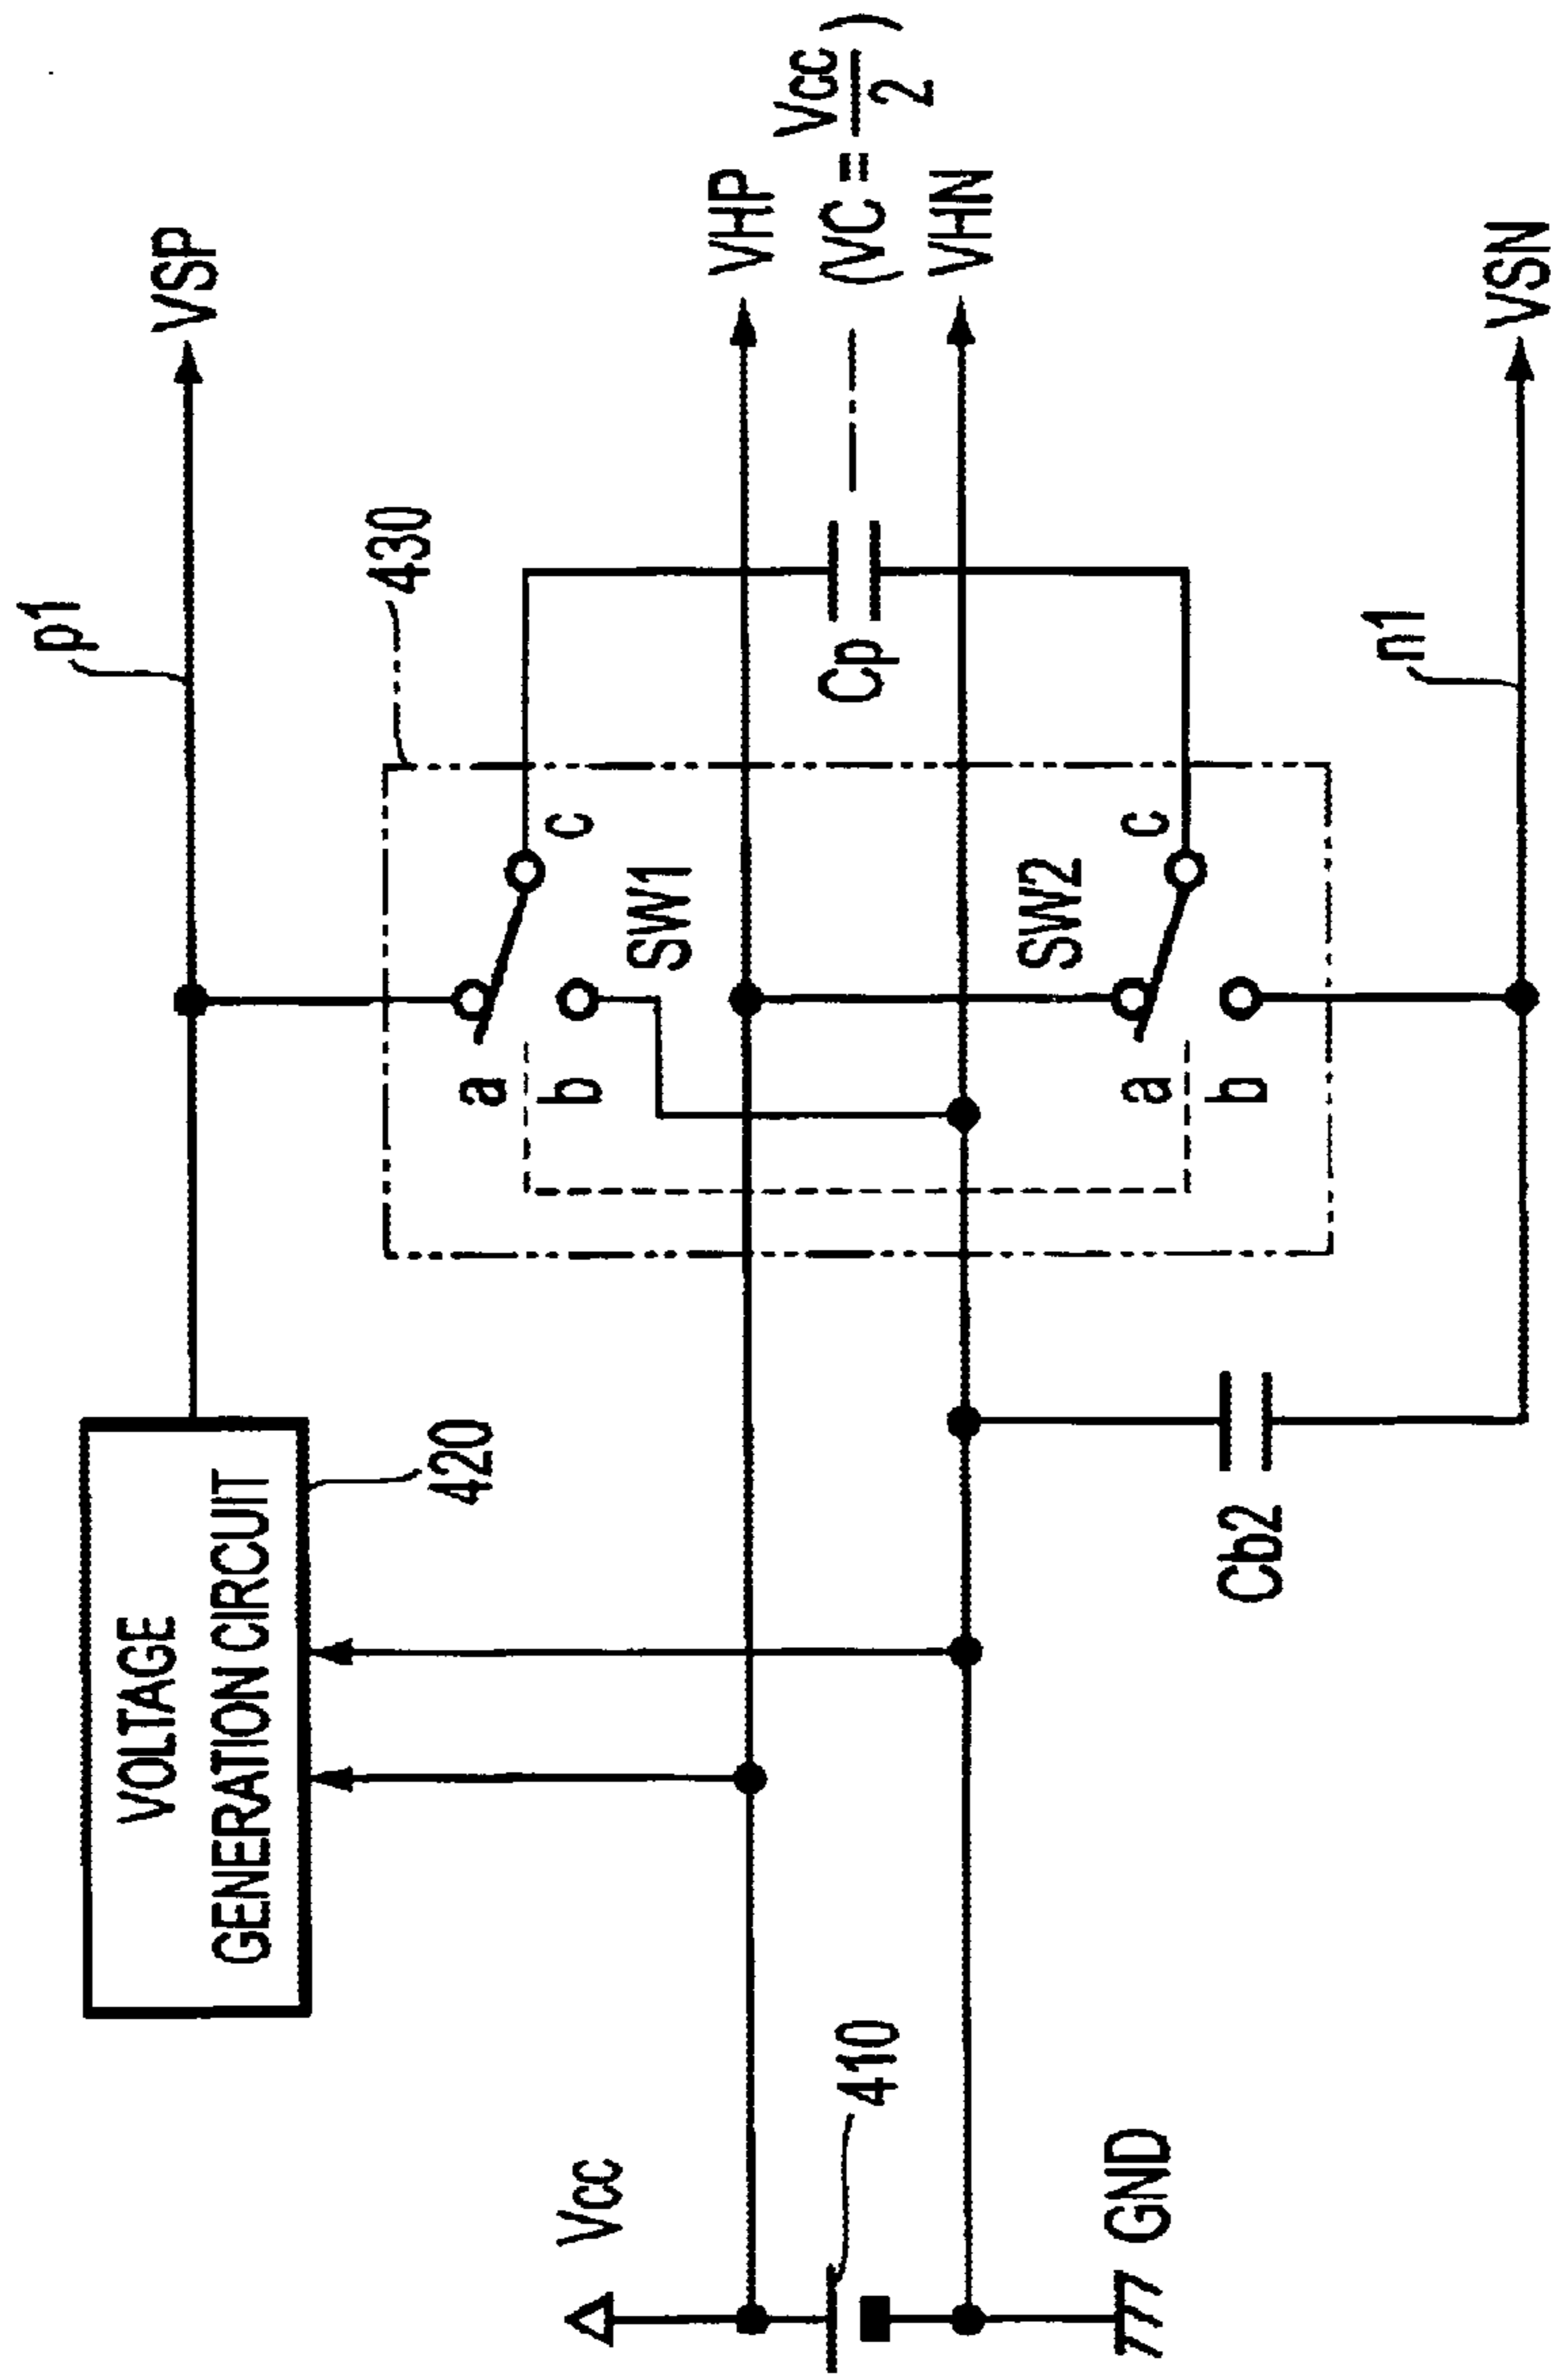 VOLTAGE
GENERATION CIRCUIT
420
p1
VSP
430
Vcc
410
GND
a
b
c
SW1
SW2
a
b
c
Cp
Cb2
VHP
(VC = Vcc/2)
VHN
n1
VSN